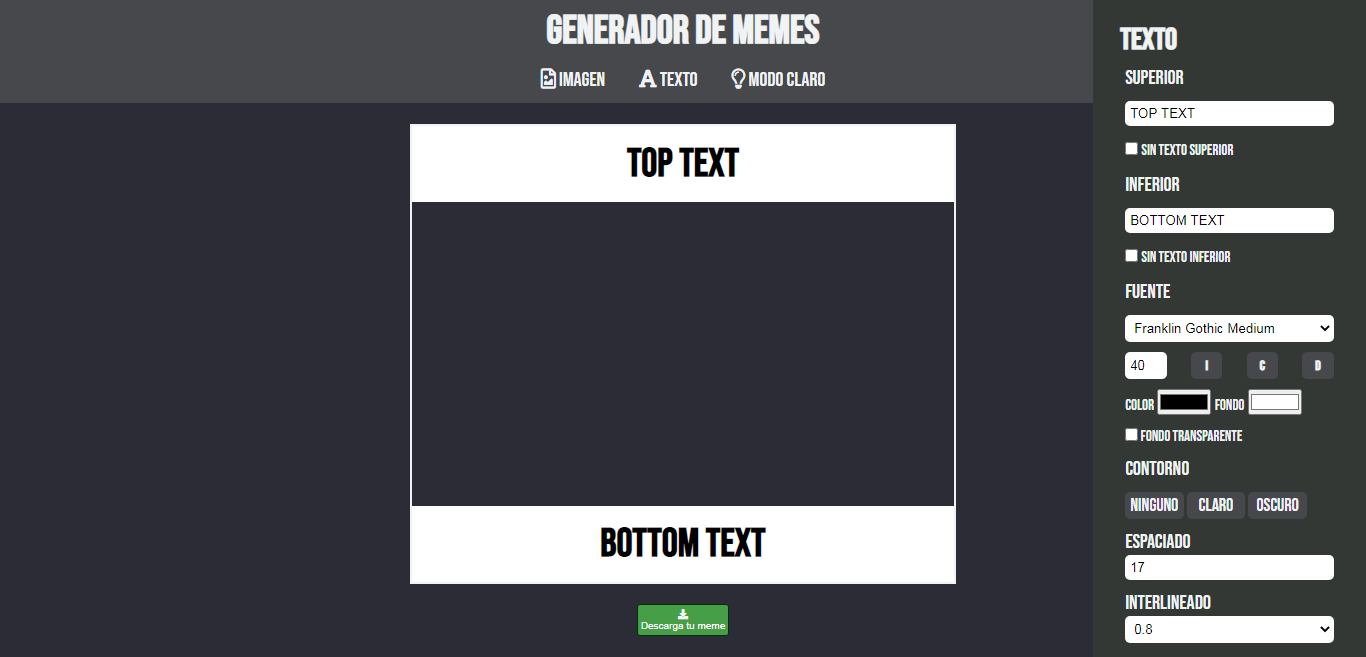 GENERADOR DE MEMES
IMAGEN
TEXTO
MODO CLARO
TOP TEXT
BOTTOM TEXT
Descarga tu meme
TEXTO
SUPERIOR
TOP TEXT
SIN TEXTO SUPERIOR
INFERIOR
BOTTOM TEXT
SIN TEXTO INFERIOR
FUENTE
Franklin Gothic Medium
40 I C D
COLOR FONDO
FONDO TRANSPARENTE
CONTORNO
NINGUNO CLARO OSCURO
ESPACIADO
17
INTERLINEADO
0.8